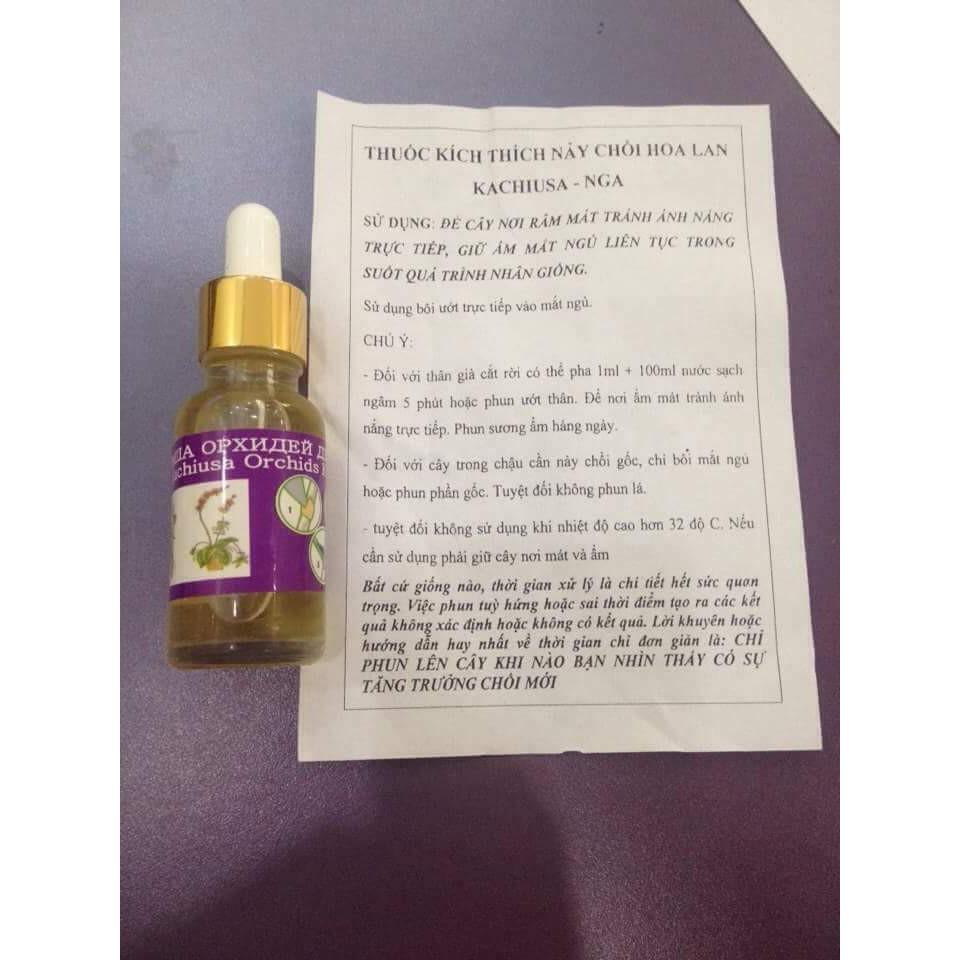 THUỐC KÍCH THÍCH NẢY CHỒI HOA LAN
KACHIUSA - NGA
SỬ DỤNG: ĐỂ CÂY NƠI RÂM MÁT TRÁNH ÁNH NẮNG
TRỰC TIẾP, GIỮ ẨM MẮT NGỦ LIÊN TỤC TRONG
SUỐT QUÁ TRÌNH NHÂN GIỐNG.
Sử dụng bôi ướt trực tiếp vào mắt ngủ.
CHÚ Ý:
- Đối với thân già cắt rời có thể pha 1ml + 100ml nước sạch
ngâm 5 phút hoặc phun ướt thân. Để nơi ẩm mát tránh ánh
nắng trực tiếp. Phun sương ẩm hàng ngày.
- Đối với cây trong chậu cần nảy chồi gốc, chỉ bôi mắt ngủ
hoặc phun phần gốc. Tuyệt đối không phun lá.
- tuyệt đối không sử dụng khi nhiệt độ cao hơn 32 độ C. Nếu
cần sử dụng phải giữ cây nơi mát và ẩm
Bất cứ giống nào, thời gian xử lý là chi tiết hết sức quan
trọng. Việc phun tuỳ hứng hoặc sai thời điểm tạo ra các kết
quả không xác định hoặc không có kết quả. Lời khuyên hoặc
hướng dẫn hay nhất về thời gian chỉ đơn giản là: CHỈ
PHUN LÊN CÂY KHI NÀO BẠN NHÌN THẤY CÓ SỰ
TĂNG TRƯỞNG CHỒI MỚI
ОРХИДЕЙ
Orchids
1